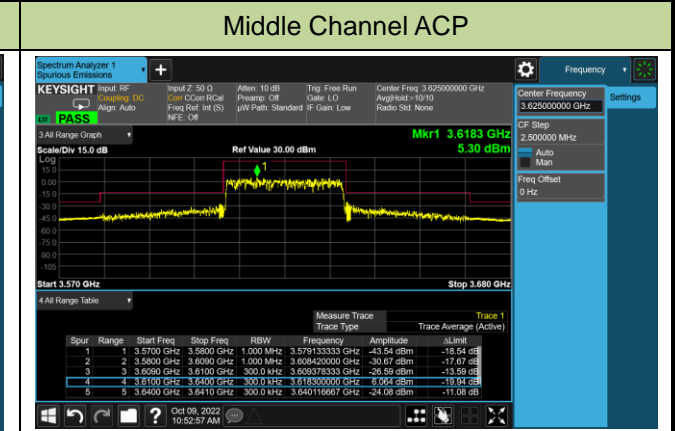 Middle Channel ACP
Spectrum Analyzer 1
Spurious Emissions
Frequency
KEYSIGHT Input: RF
Coupling: DC
Align: Auto
Input Z: 50 Ω
Corr CCorr RCal
Freq Ref: Int (S)
NFE: Off
Atten: 10 dB
Preamp: Off
µW Path: Standard
Trig: Free Run
Gate: LO
IF Gain: Low
Center Freq: 3.625000000 GHz
Avg|Hold:>10/10
Radio Std: None
PASS
Center Frequency
3.625000000 GHz
Settings
CF Step
2.500000 MHz
Auto
Man
Freq Offset
0 Hz
3 All Range Graph
Mkr1 3.6183 GHz
5.30 dBm
Scale/Div 15.0 dB
Ref Value 30.00 dBm
Log
1
15.0
0.00
-15.0
-30.0
-45.0
-60.0
-75.0
-90.0
-105
Start 3.570 GHz
Stop 3.680 GHz
4 All Range Table
Measure Trace Trace 1
Trace Type Trace Average (Active)
Spur Range Start Freq Stop Freq RBW Frequency Amplitude ΔLimit
1 1 3.5700 GHz 3.5800 GHz 1.000 MHz 3.579133333 GHz -43.54 dBm -18.54 dB
2 2 3.5800 GHz 3.6090 GHz 1.000 MHz 3.608420000 GHz -30.67 dBm -17.67 dB
3 3 3.6090 GHz 3.6100 GHz 300.0 kHz 3.609378333 GHz -26.59 dBm -13.59 dB
4 4 3.6100 GHz 3.6400 GHz 300.0 kHz 3.618300000 GHz 6.064 dBm -19.94 dB
5 5 3.6400 GHz 3.6410 GHz 300.0 kHz 3.640116667 GHz -24.08 dBm -11.08 dB
?
Oct 09, 2022
10:52:57 AM